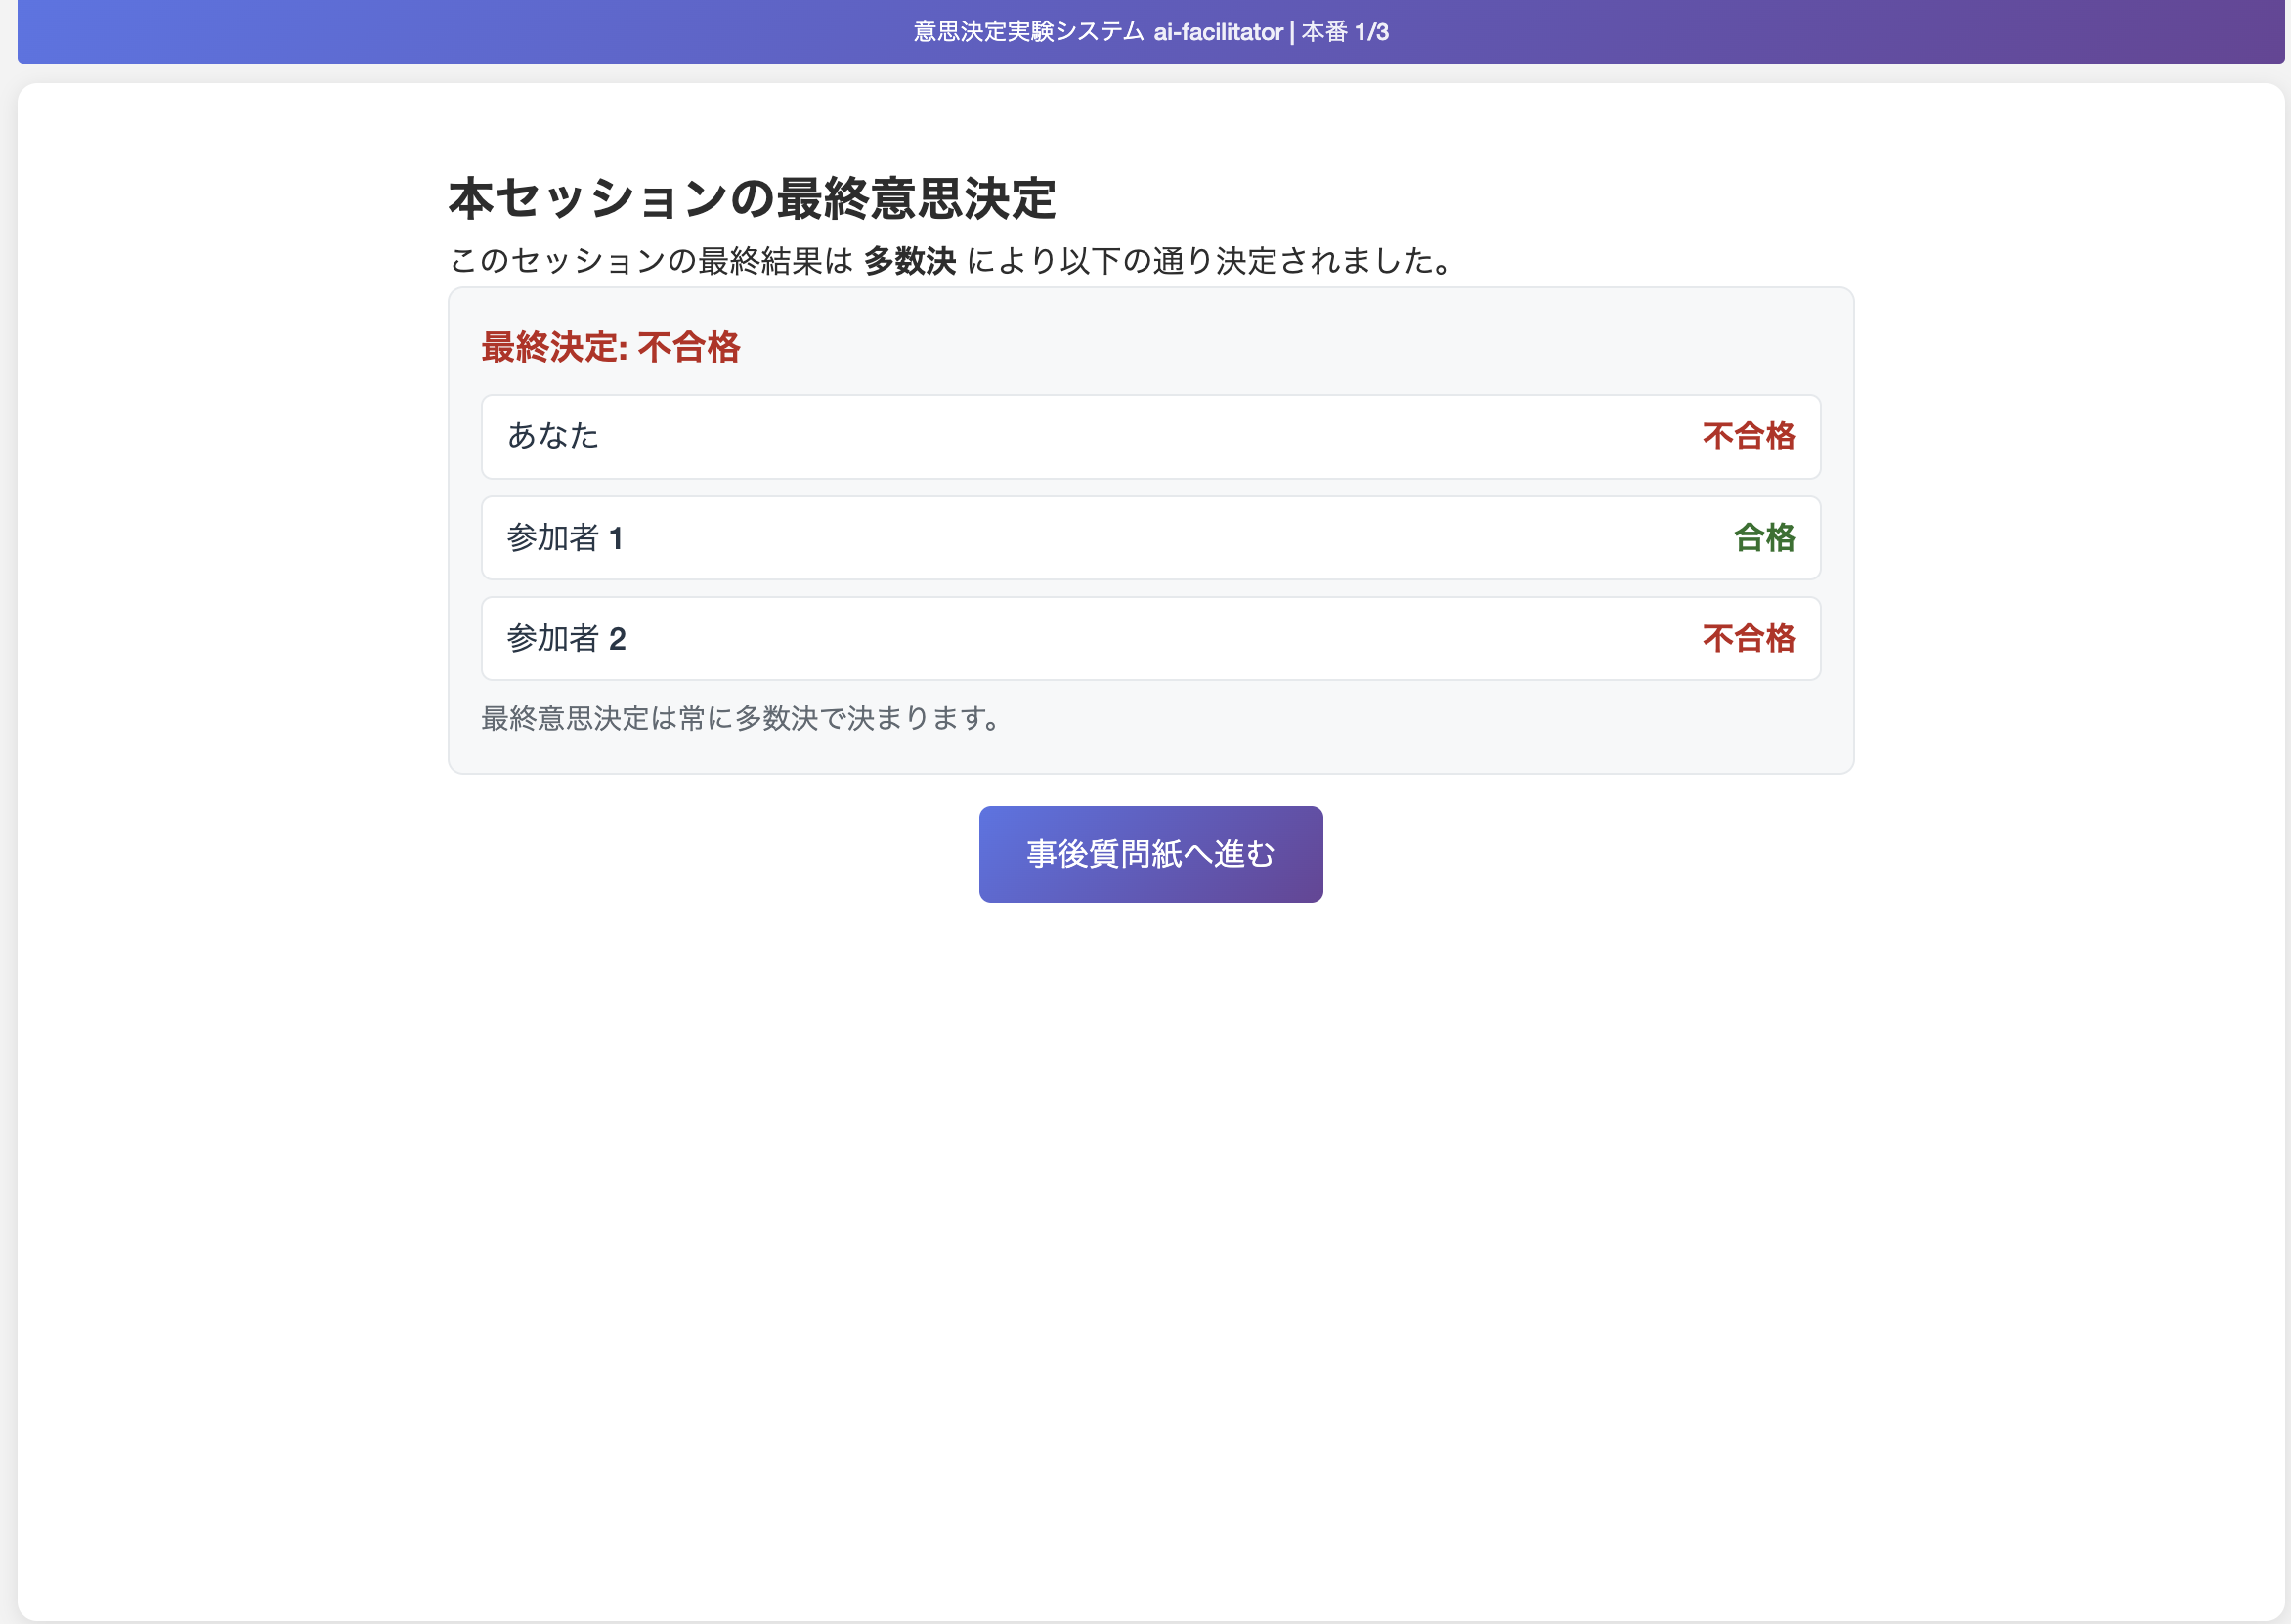 意思決定実験システム ai-facilitator | 本番 1/3
本セッションの最終意思決定
このセッションの最終結果は 多数決 により以下の通り決定されました。
最終決定: 不合格
あなた 不合格
参加者 1 合格
参加者 2 不合格
最終意思決定は常に多数決で決まります。
事後質問紙へ進む